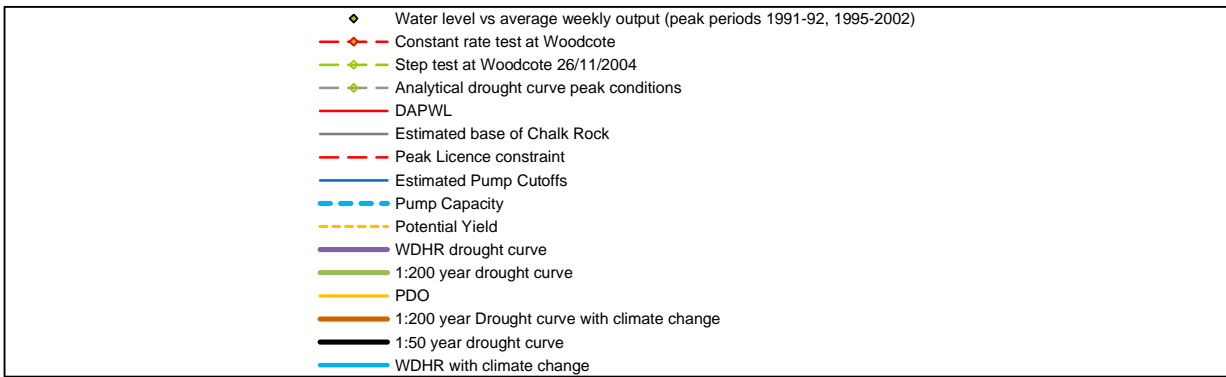 Water level vs average weekly output (peak periods 1991-92, 1995-2002)
Constant rate test at Woodcote
Step test at Woodcote 26/11/2004
Analytical drought curve peak conditions
DAPWL
Estimated base of Chalk Rock
Peak Licence constraint
Estimated Pump Cutoffs
Pump Capacity
Potential Yield
WDHR drought curve
1:200 year drought curve
PDO
1:200 year Drought curve with climate change
1:50 year drought curve
WDHR with climate change